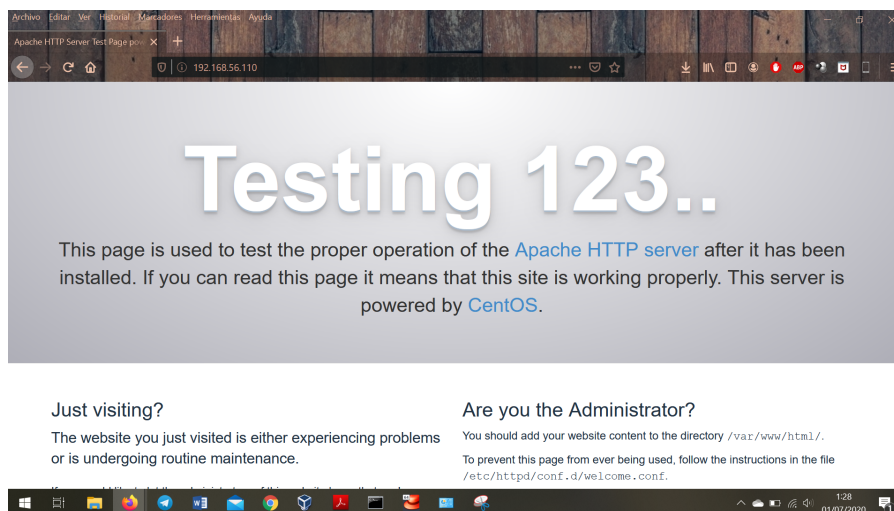 Archivo Editar Ver Historial Marcadores Herramientas Ayuda
Apache HTTP Server Test Page pow
192.168.56.110
ABP
Testing 123..
This page is used to test the proper operation of the Apache HTTP server after it has been
installed. If you can read this page it means that this site is working properly. This server is
powered by CentOS.
Just visiting?
The website you just visited is either experiencing problems
or is undergoing routine maintenance.
Are you the Administrator?
You should add your website content to the directory /var/www/html/.
To prevent this page from ever being used, follow the instructions in the file
/etc/httpd/conf.d/welcome.conf.
1:28
01/07/2020